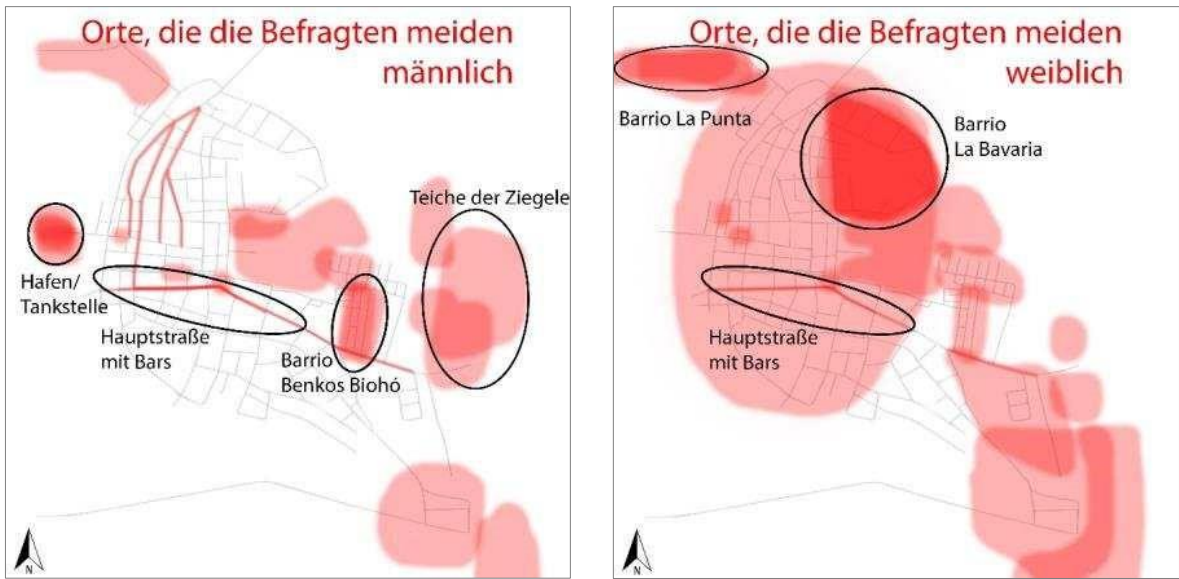 Orte, die die Befragten meiden
männlich
Teiche der Ziegele
Hafen/
Tankstelle
Hauptstraße
mit Bars
Barrio
Benkos Biohó
N
Orte, die die Befragten meiden
weiblich
Barrio La Punta
Barrio
La Bavaria
Hauptstraße
mit Bars
N